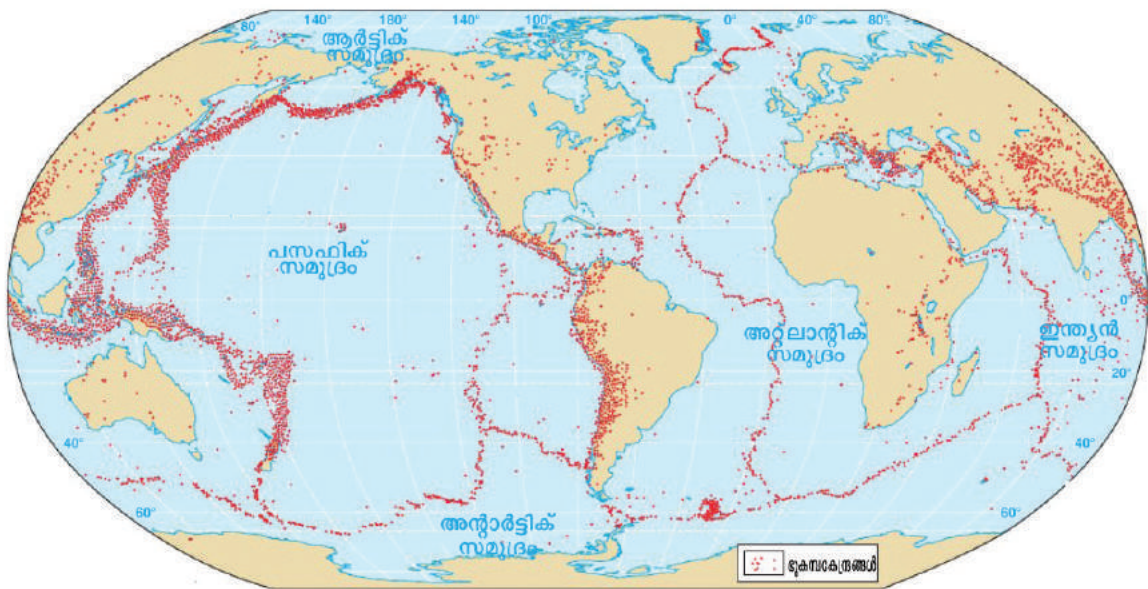 80° 140° 180° 140° 100° 0° 40° 80°
ആർട്ടിക്
സമുദ്രം
പസഫിക്
സമുദ്രം
0°
അറ്റ്ലാന്റിക്
സമുദ്രം
ഇന്ത്യൻ
സമുദ്രം
20°
40°
40°
60°
60°
അന്റാർട്ടിക്
സമുദ്രം
ഭൂകമ്പകേന്ദ്രങ്ങൾ